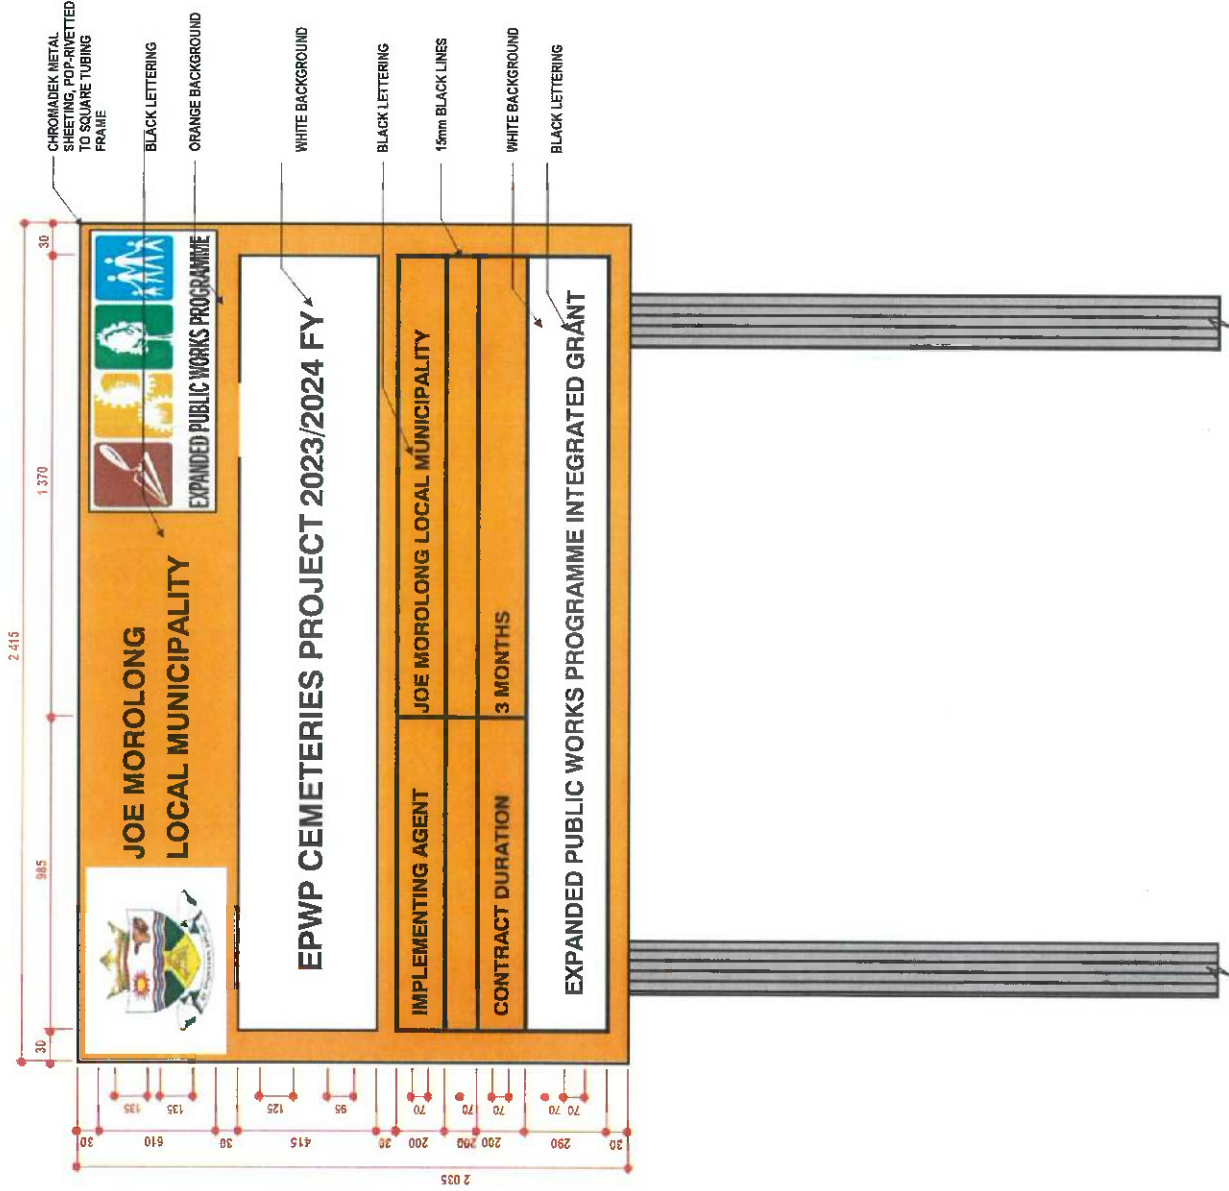 CHROMADEK METAL
SHEETING, POP-RIVETTED
TO SQUARE TUBING
FRAME
BLACK LETTERING
ORANGE BACKGROUND
WHITE BACKGROUND
BLACK LETTERING
15mm BLACK LINES
WHITE BACKGROUND
BLACK LETTERING
2 415
30
985
1 370
30
JOE MOROLONG
LOCAL MUNICIPALITY
EXPANDED PUBLIC WORKS PROGRAMME
EPWP CEMETERIES PROJECT 2023/2024 FY
IMPLEMENTING AGENT
JOE MOROLONG LOCAL MUNICIPALITY
CONTRACT DURATION
3 MONTHS
EXPANDED PUBLIC WORKS PROGRAMME INTEGRATED GRANT
30
610
30
415
30
200
200
200
290
30
135
135
125
95
70
70
70
70
70
2 035